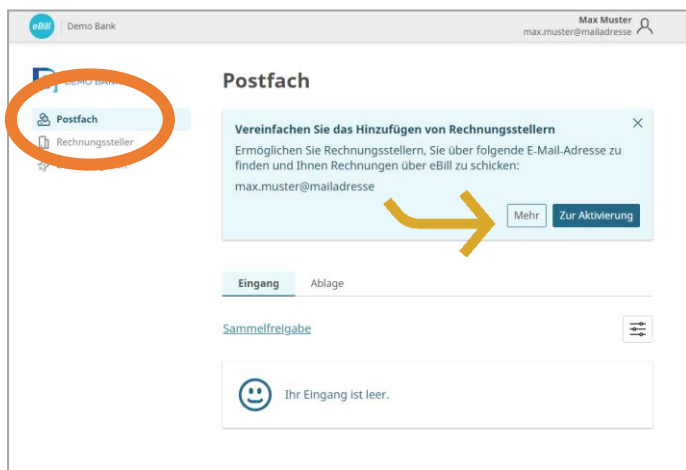 eBill Demo Bank
Max Muster
max.muster@mailadresse
DEMO BANK
Postfach
Rechnungssteller
Postfach
Vereinfachen Sie das Hinzufügen von Rechnungsstellern
Ermöglichen Sie Rechnungsstellern, Sie über folgende E-Mail-Adresse zu
finden und Ihnen Rechnungen über eBill zu schicken:
max.muster@mailadresse
Mehr Zur Aktivierung
Eingang Ablage
Sammelfreigabe
Ihr Eingang ist leer.